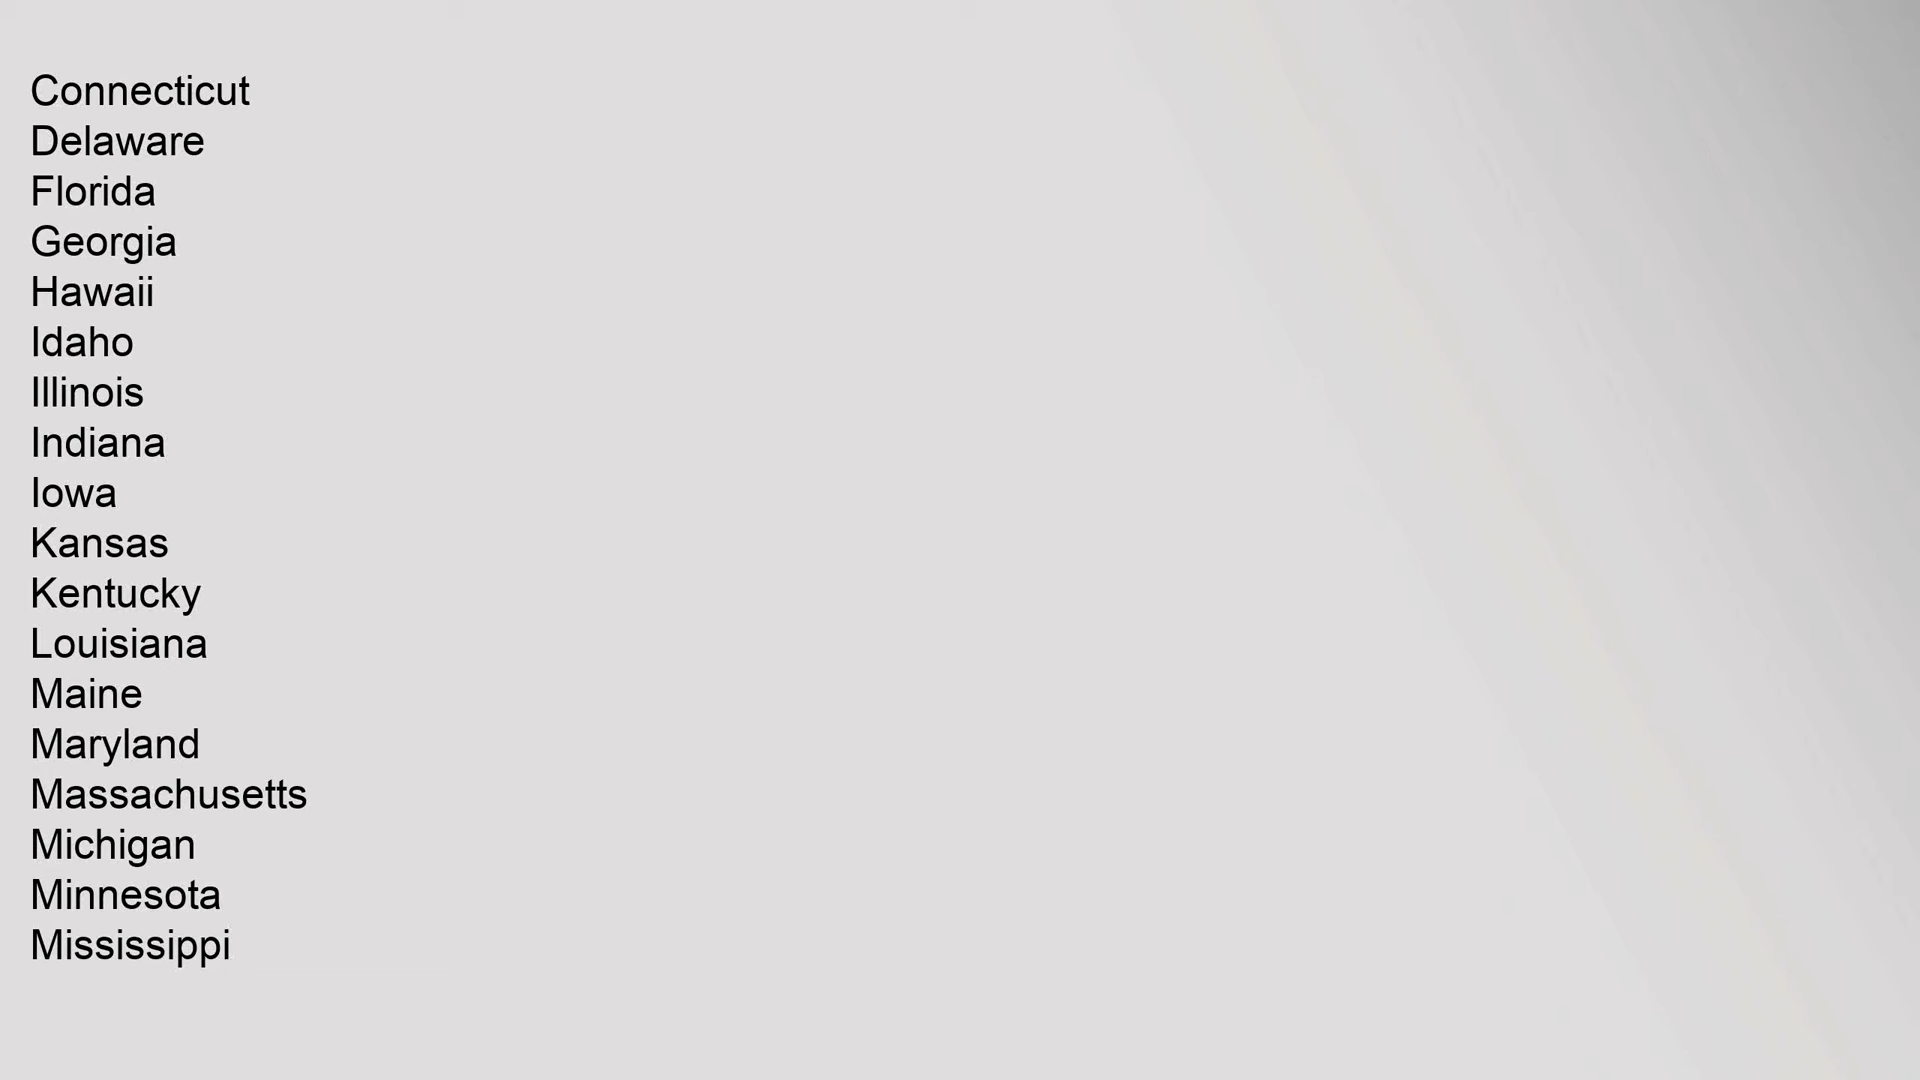 Connecticut
Delaware
Florida
Georgia
Hawaii
Idaho
Illinois
Indiana
Iowa
Kansas
Kentucky
Louisiana
Maine
Maryland
Massachusetts
Michigan
Minnesota
Mississippi